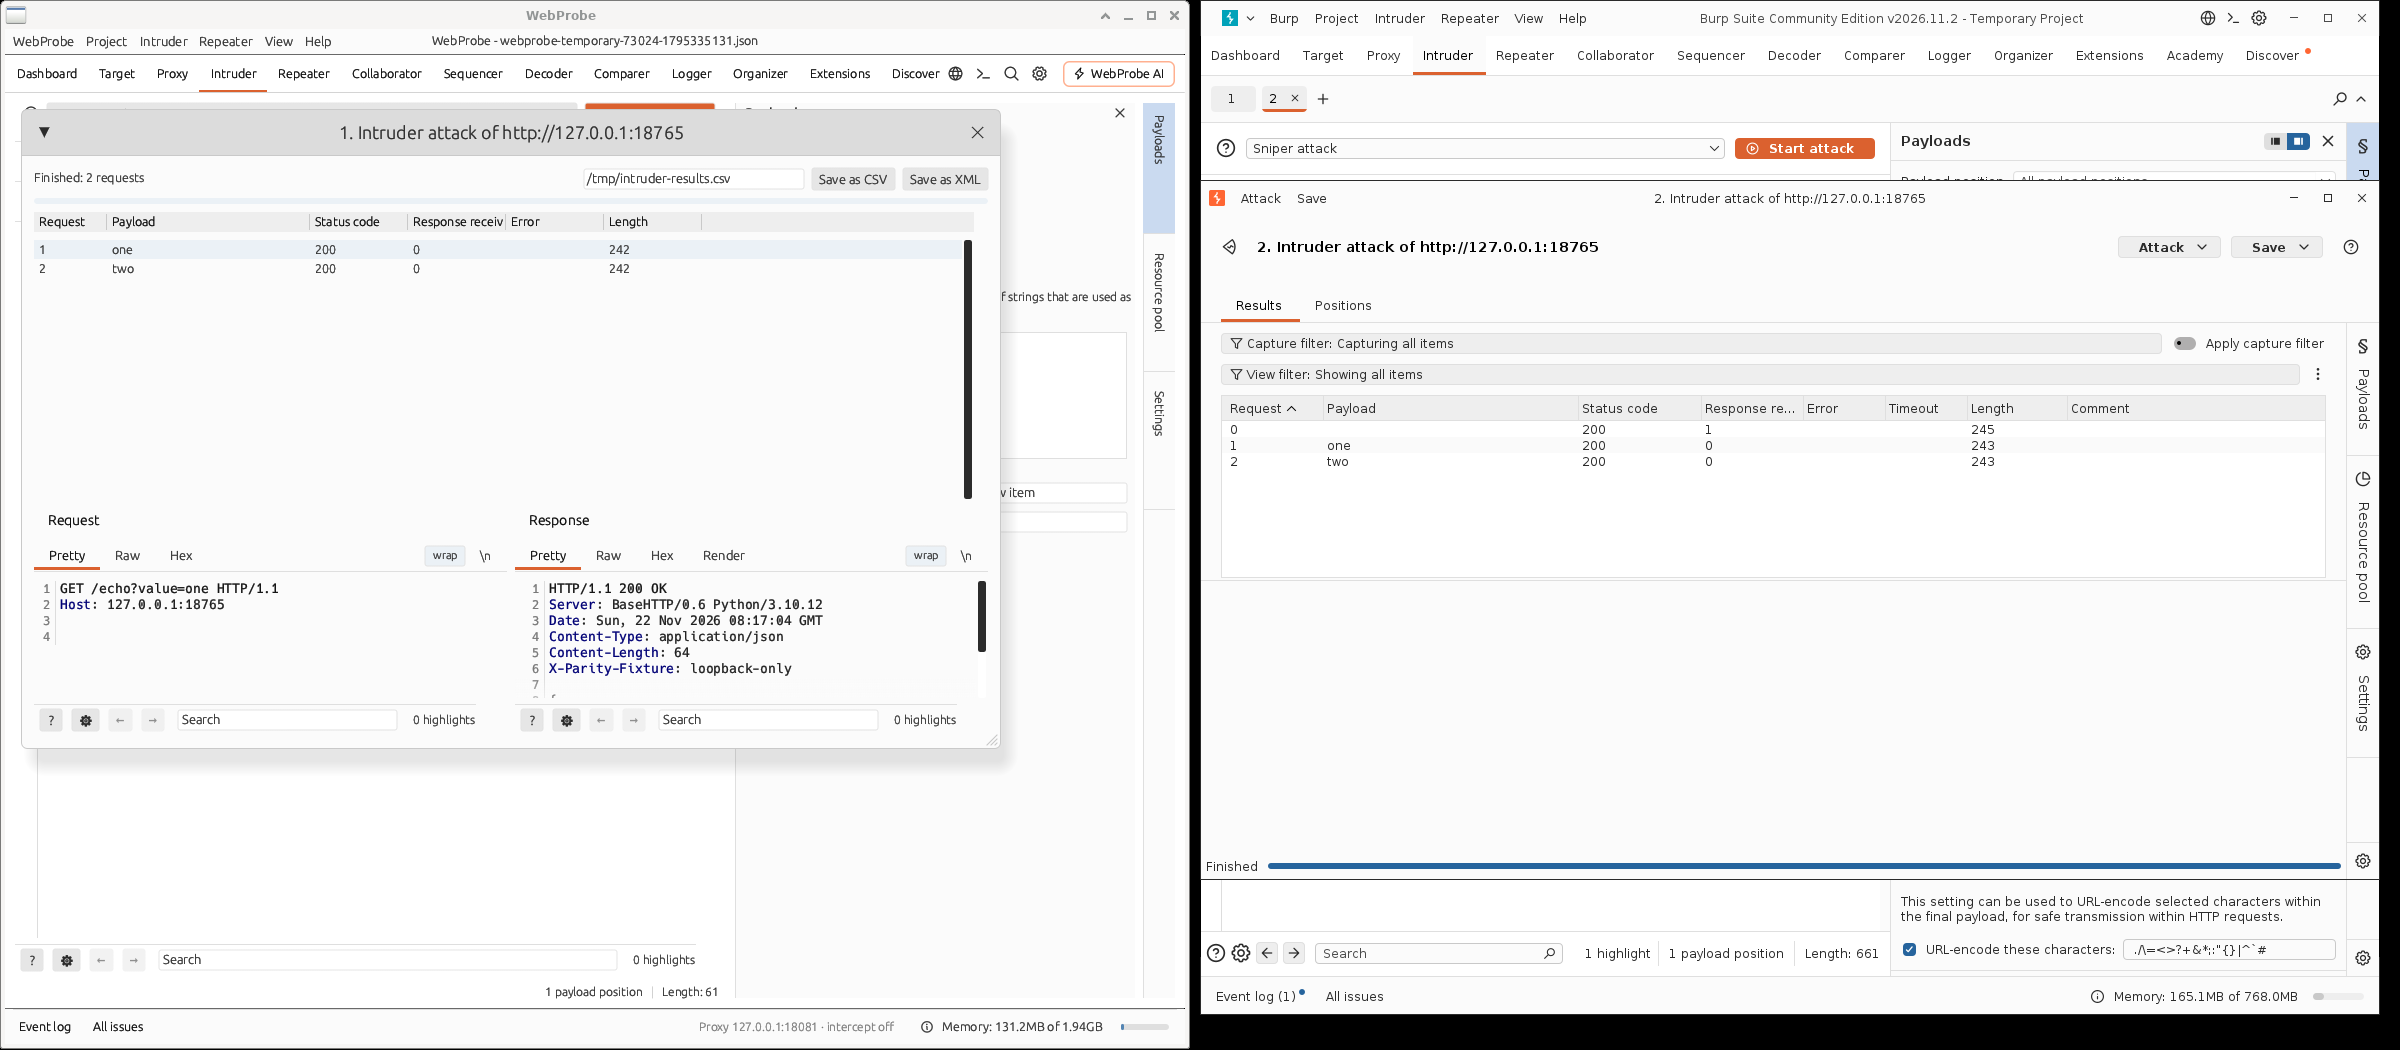 WebProbe
WebProbe Project Intruder Repeater View Help WebProbe - webprobe-temporary-73024-1795335131.json
Dashboard Target Proxy Intruder Repeater Collaborator Sequencer Decoder Comparer Logger Organizer Extensions Discover WebProbe AI
1. Intruder attack of http://127.0.0.1:18765
Finished: 2 requests /tmp/intruder-results.csv Save as CSV Save as XML
Request Payload Status code Response receiv Error Length
1 one 200 0 242
2 two 200 0 242
f strings that are used as
v item
Request Response
Pretty Raw Hex wrap \n Pretty Raw Hex Render wrap \n
1 GET /echo?value=one HTTP/1.1
2 Host: 127.0.0.1:18765
3
4
1 HTTP/1.1 200 OK
2 Server: BaseHTTP/0.6 Python/3.10.12
3 Date: Sun, 22 Nov 2026 08:17:04 GMT
4 Content-Type: application/json
5 Content-Length: 64
6 X-Parity-Fixture: loopback-only
7
? Search 0 highlights ? Search 0 highlights
Payloads
Resource pool
Settings
? Search 0 highlights
1 payload position Length: 61
Event log All issues Proxy 127.0.0.1:18081 · intercept off Memory: 131.2MB of 1.94GB
Burp Project Intruder Repeater View Help Burp Suite Community Edition v2026.11.2 - Temporary Project
Dashboard Target Proxy Intruder Repeater Collaborator Sequencer Decoder Comparer Logger Organizer Extensions Academy Discover
1 2 × +
Sniper attack Start attack Payloads
Payload position All payload positions
Attack Save 2. Intruder attack of http://127.0.0.1:18765
2. Intruder attack of http://127.0.0.1:18765 Attack Save
Results Positions
Capture filter: Capturing all items Apply capture filter
View filter: Showing all items
Request Payload Status code Response re... Error Timeout Length Comment
0 200 1 245
1 one 200 0 243
2 two 200 0 243
Payloads
Resource pool
Settings
Finished
This setting can be used to URL-encode selected characters within
the final payload, for safe transmission within HTTP requests.
URL-encode these characters: ./\=<>?+&*;:"{}|^`#
Search 1 highlight 1 payload position Length: 661
Event log (1) All issues Memory: 165.1MB of 768.0MB